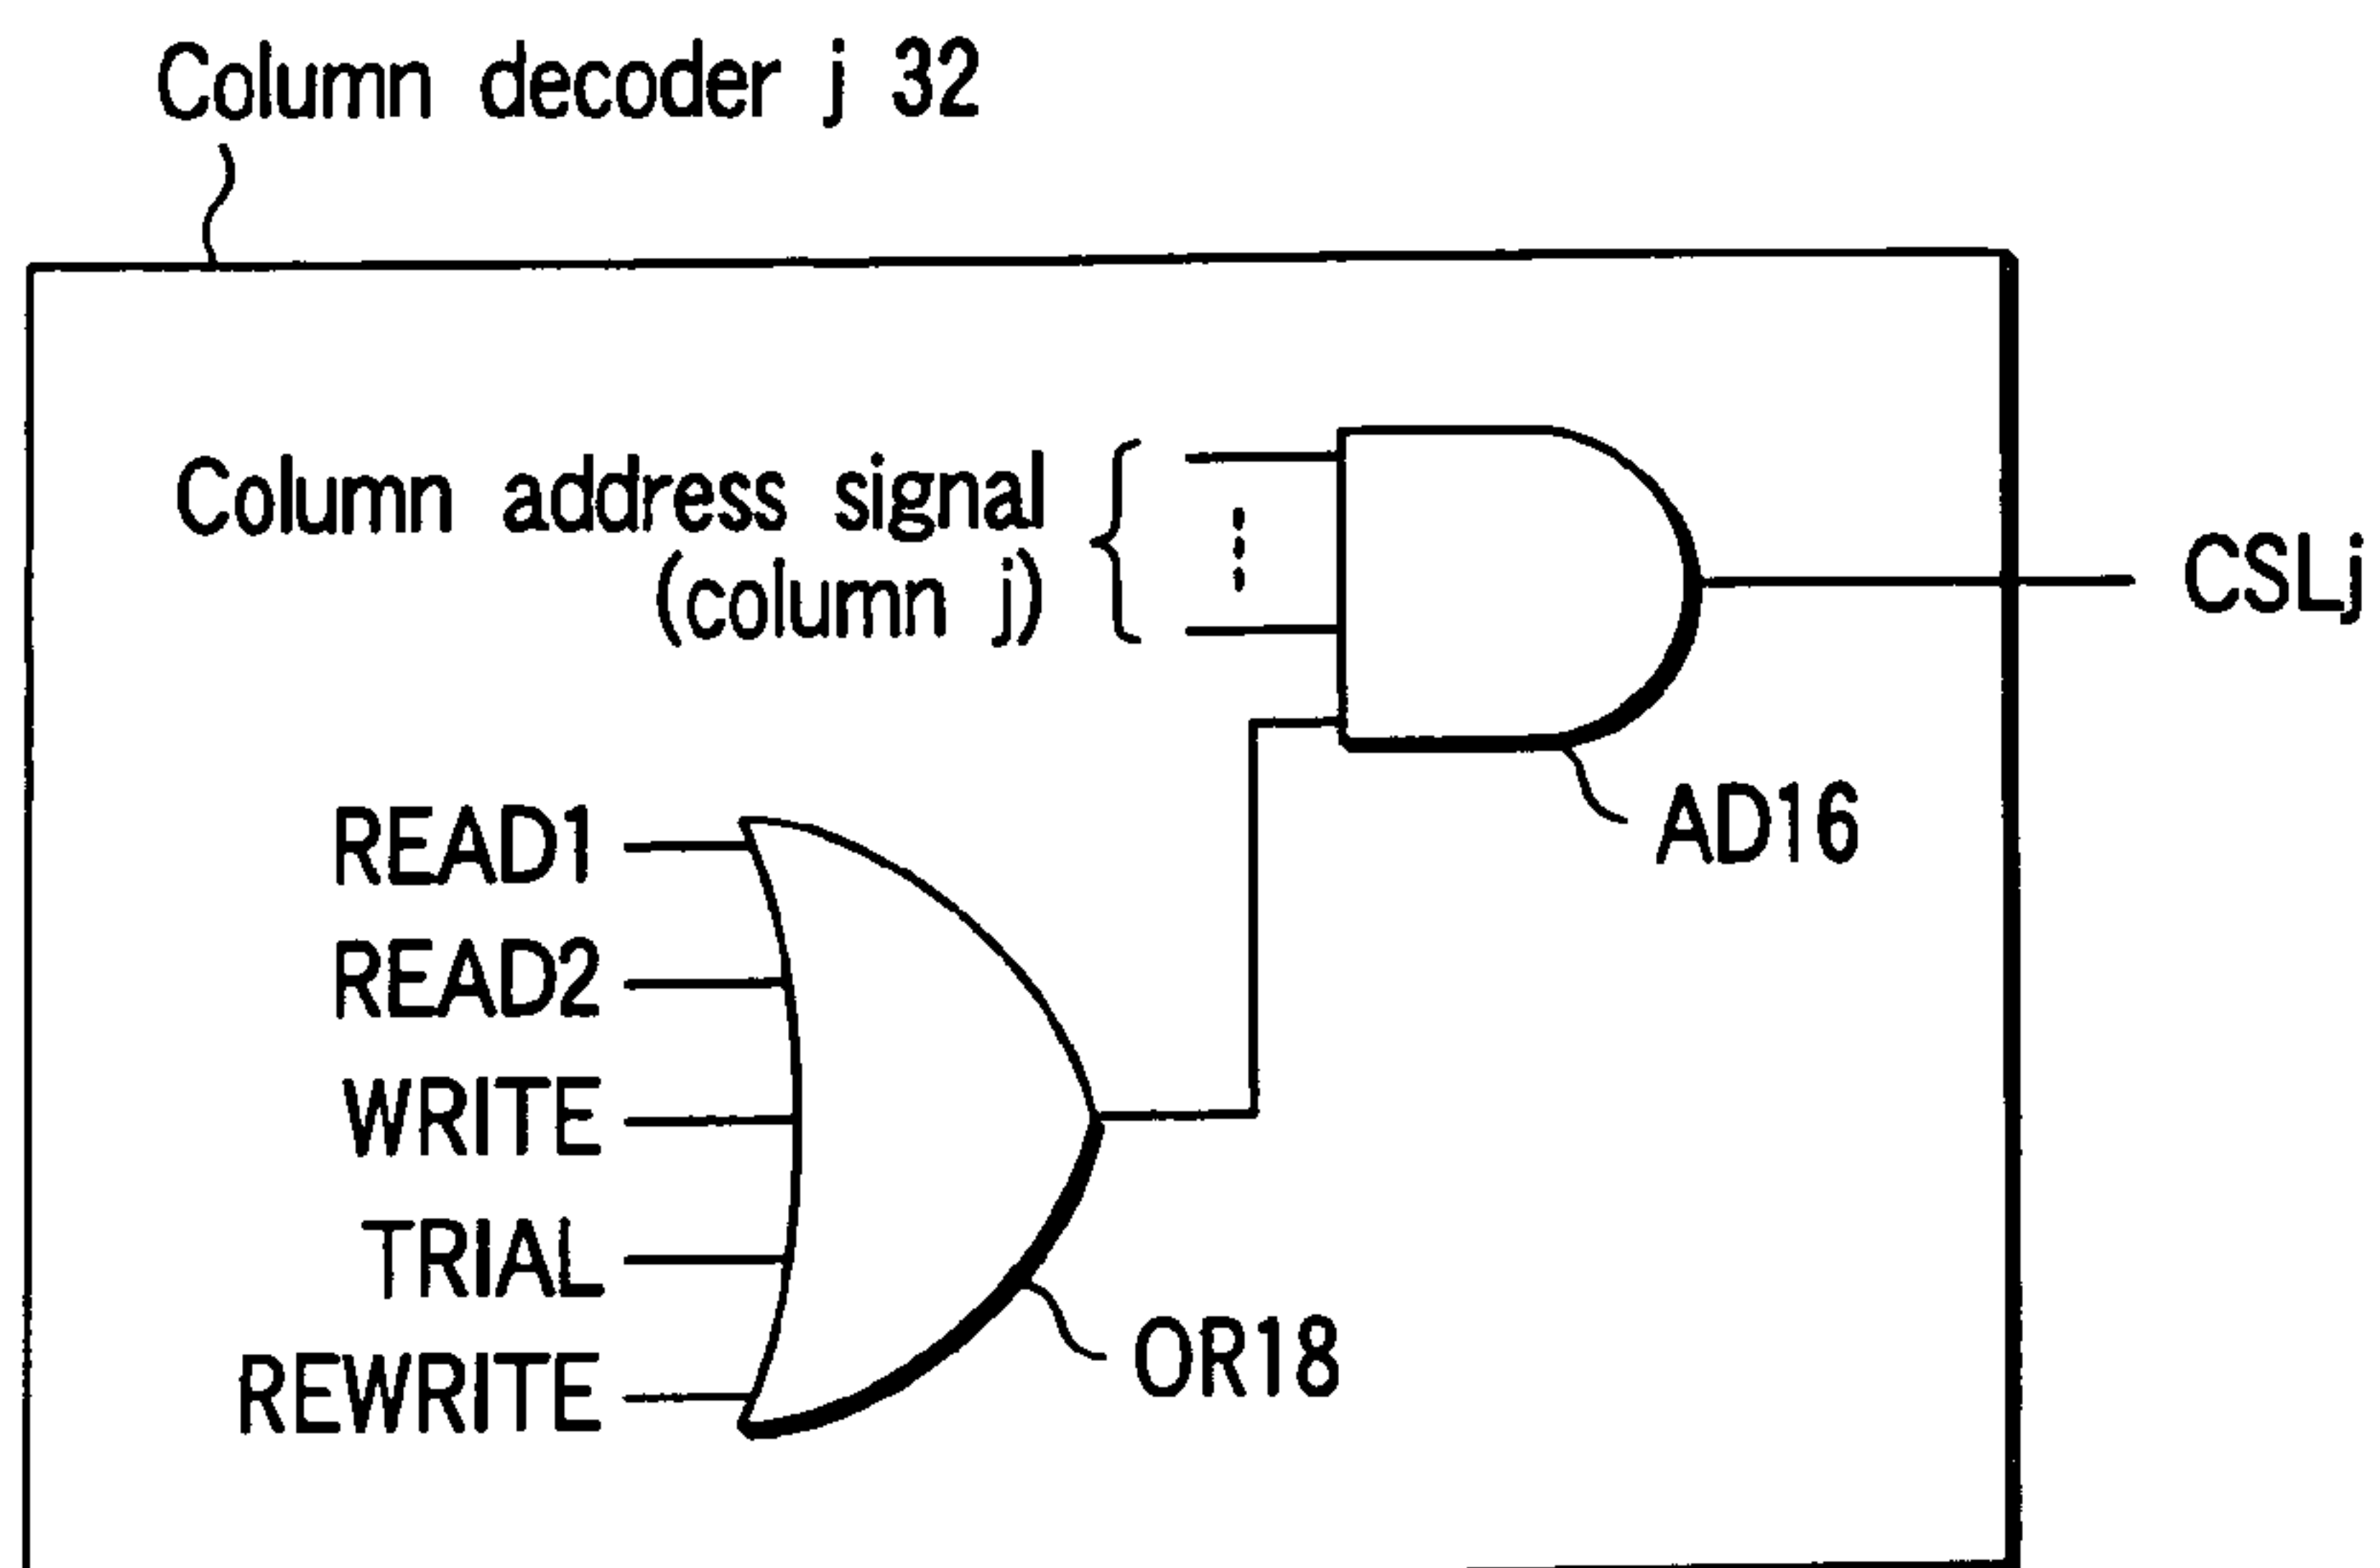 Column decoder j 32
Column address signal
(column j)
CSLj
AD16
READ1
READ2
WRITE
TRIAL
REWRITE
OR18